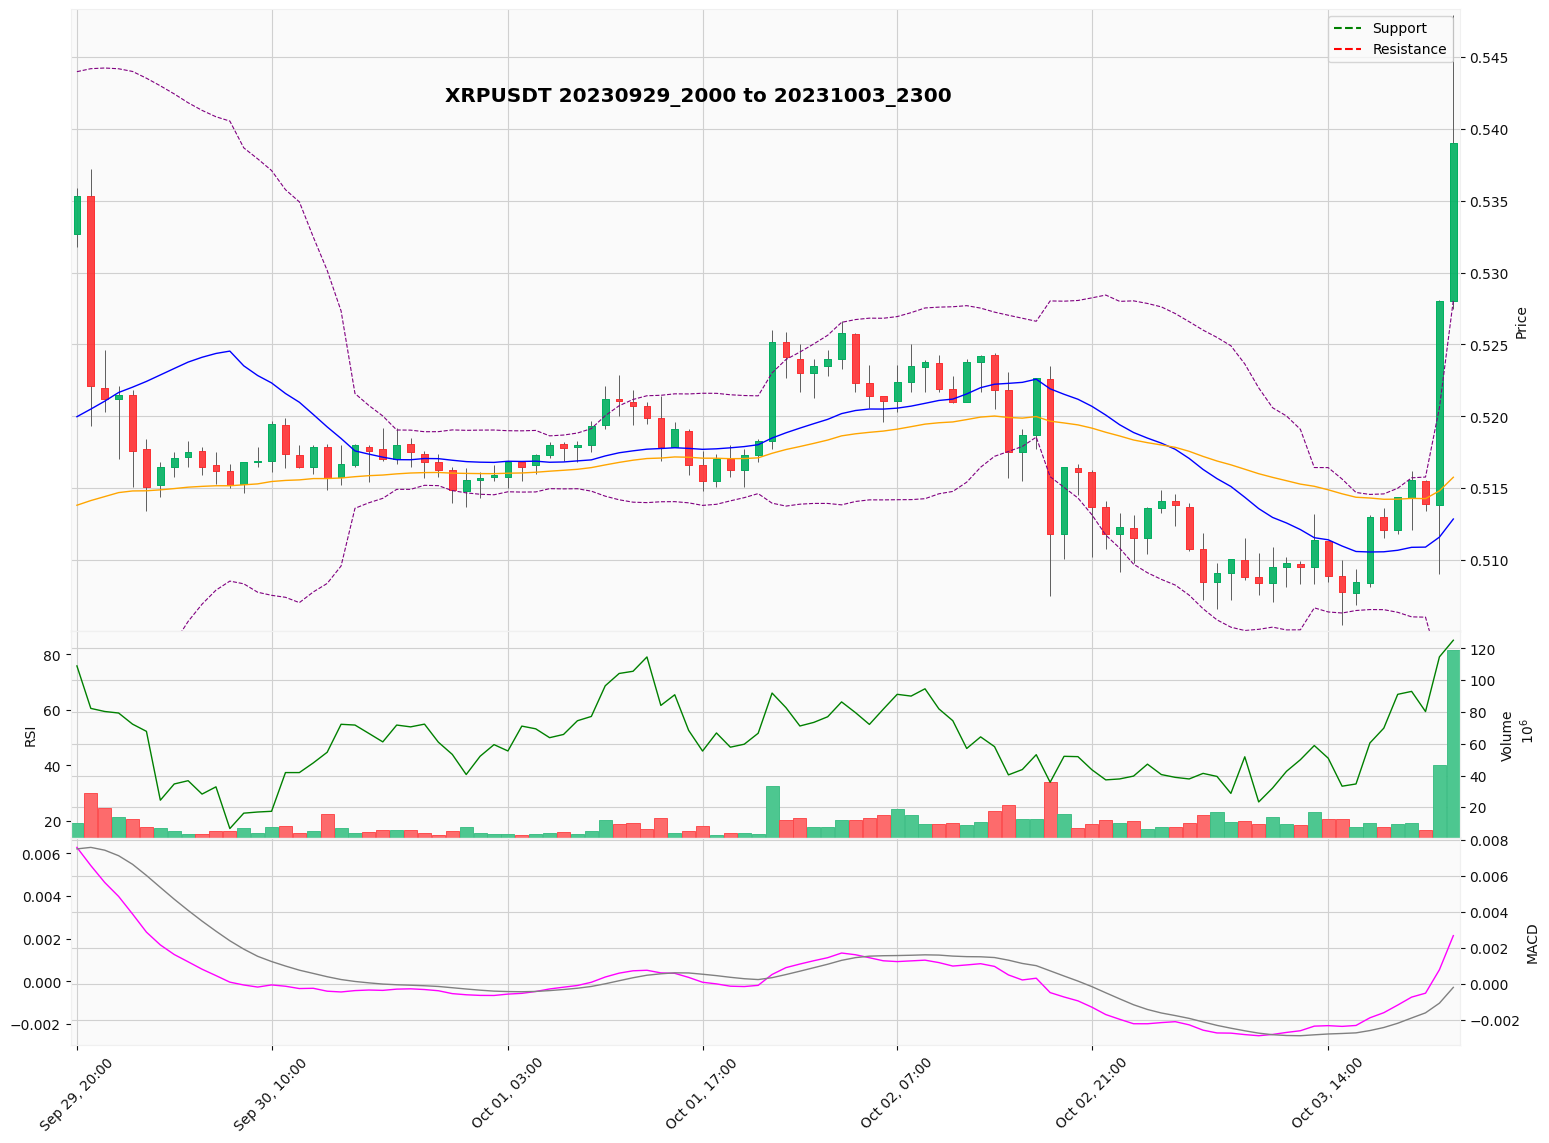 Support
Resistance
XRPUSDT 20230929_2000 to 20231003_2300
0.545
0.540
0.535
0.530
0.525
0.520
0.515
0.510
Price
80
60
40
20
RSI
120
100
80
60
40
20
Volume
10^6
0.006
0.004
0.002
0.000
−0.002
0.008
0.006
0.004
0.002
0.000
−0.002
MACD
Sep 29, 20:00
Sep 30, 10:00
Oct 01, 03:00
Oct 01, 17:00
Oct 02, 07:00
Oct 02, 21:00
Oct 03, 14:00